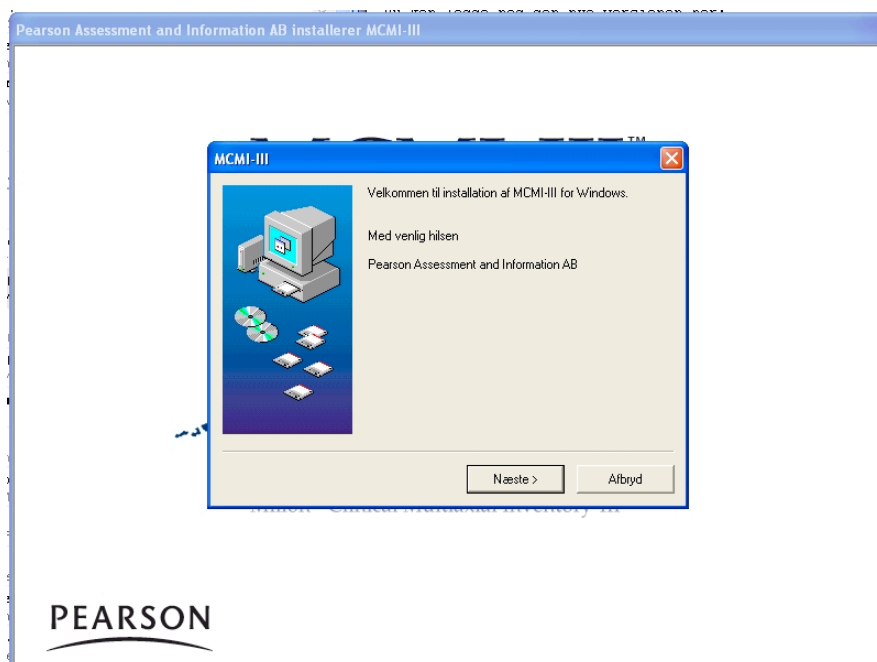 Pearson Assessment and Information AB installerer MCMI-III
MCMI-III
Velkommen til installation af MCMI-III for Windows.
Med venlig hilsen
Pearson Assessment and Information AB
Næste >
Afbryd
PEARSON